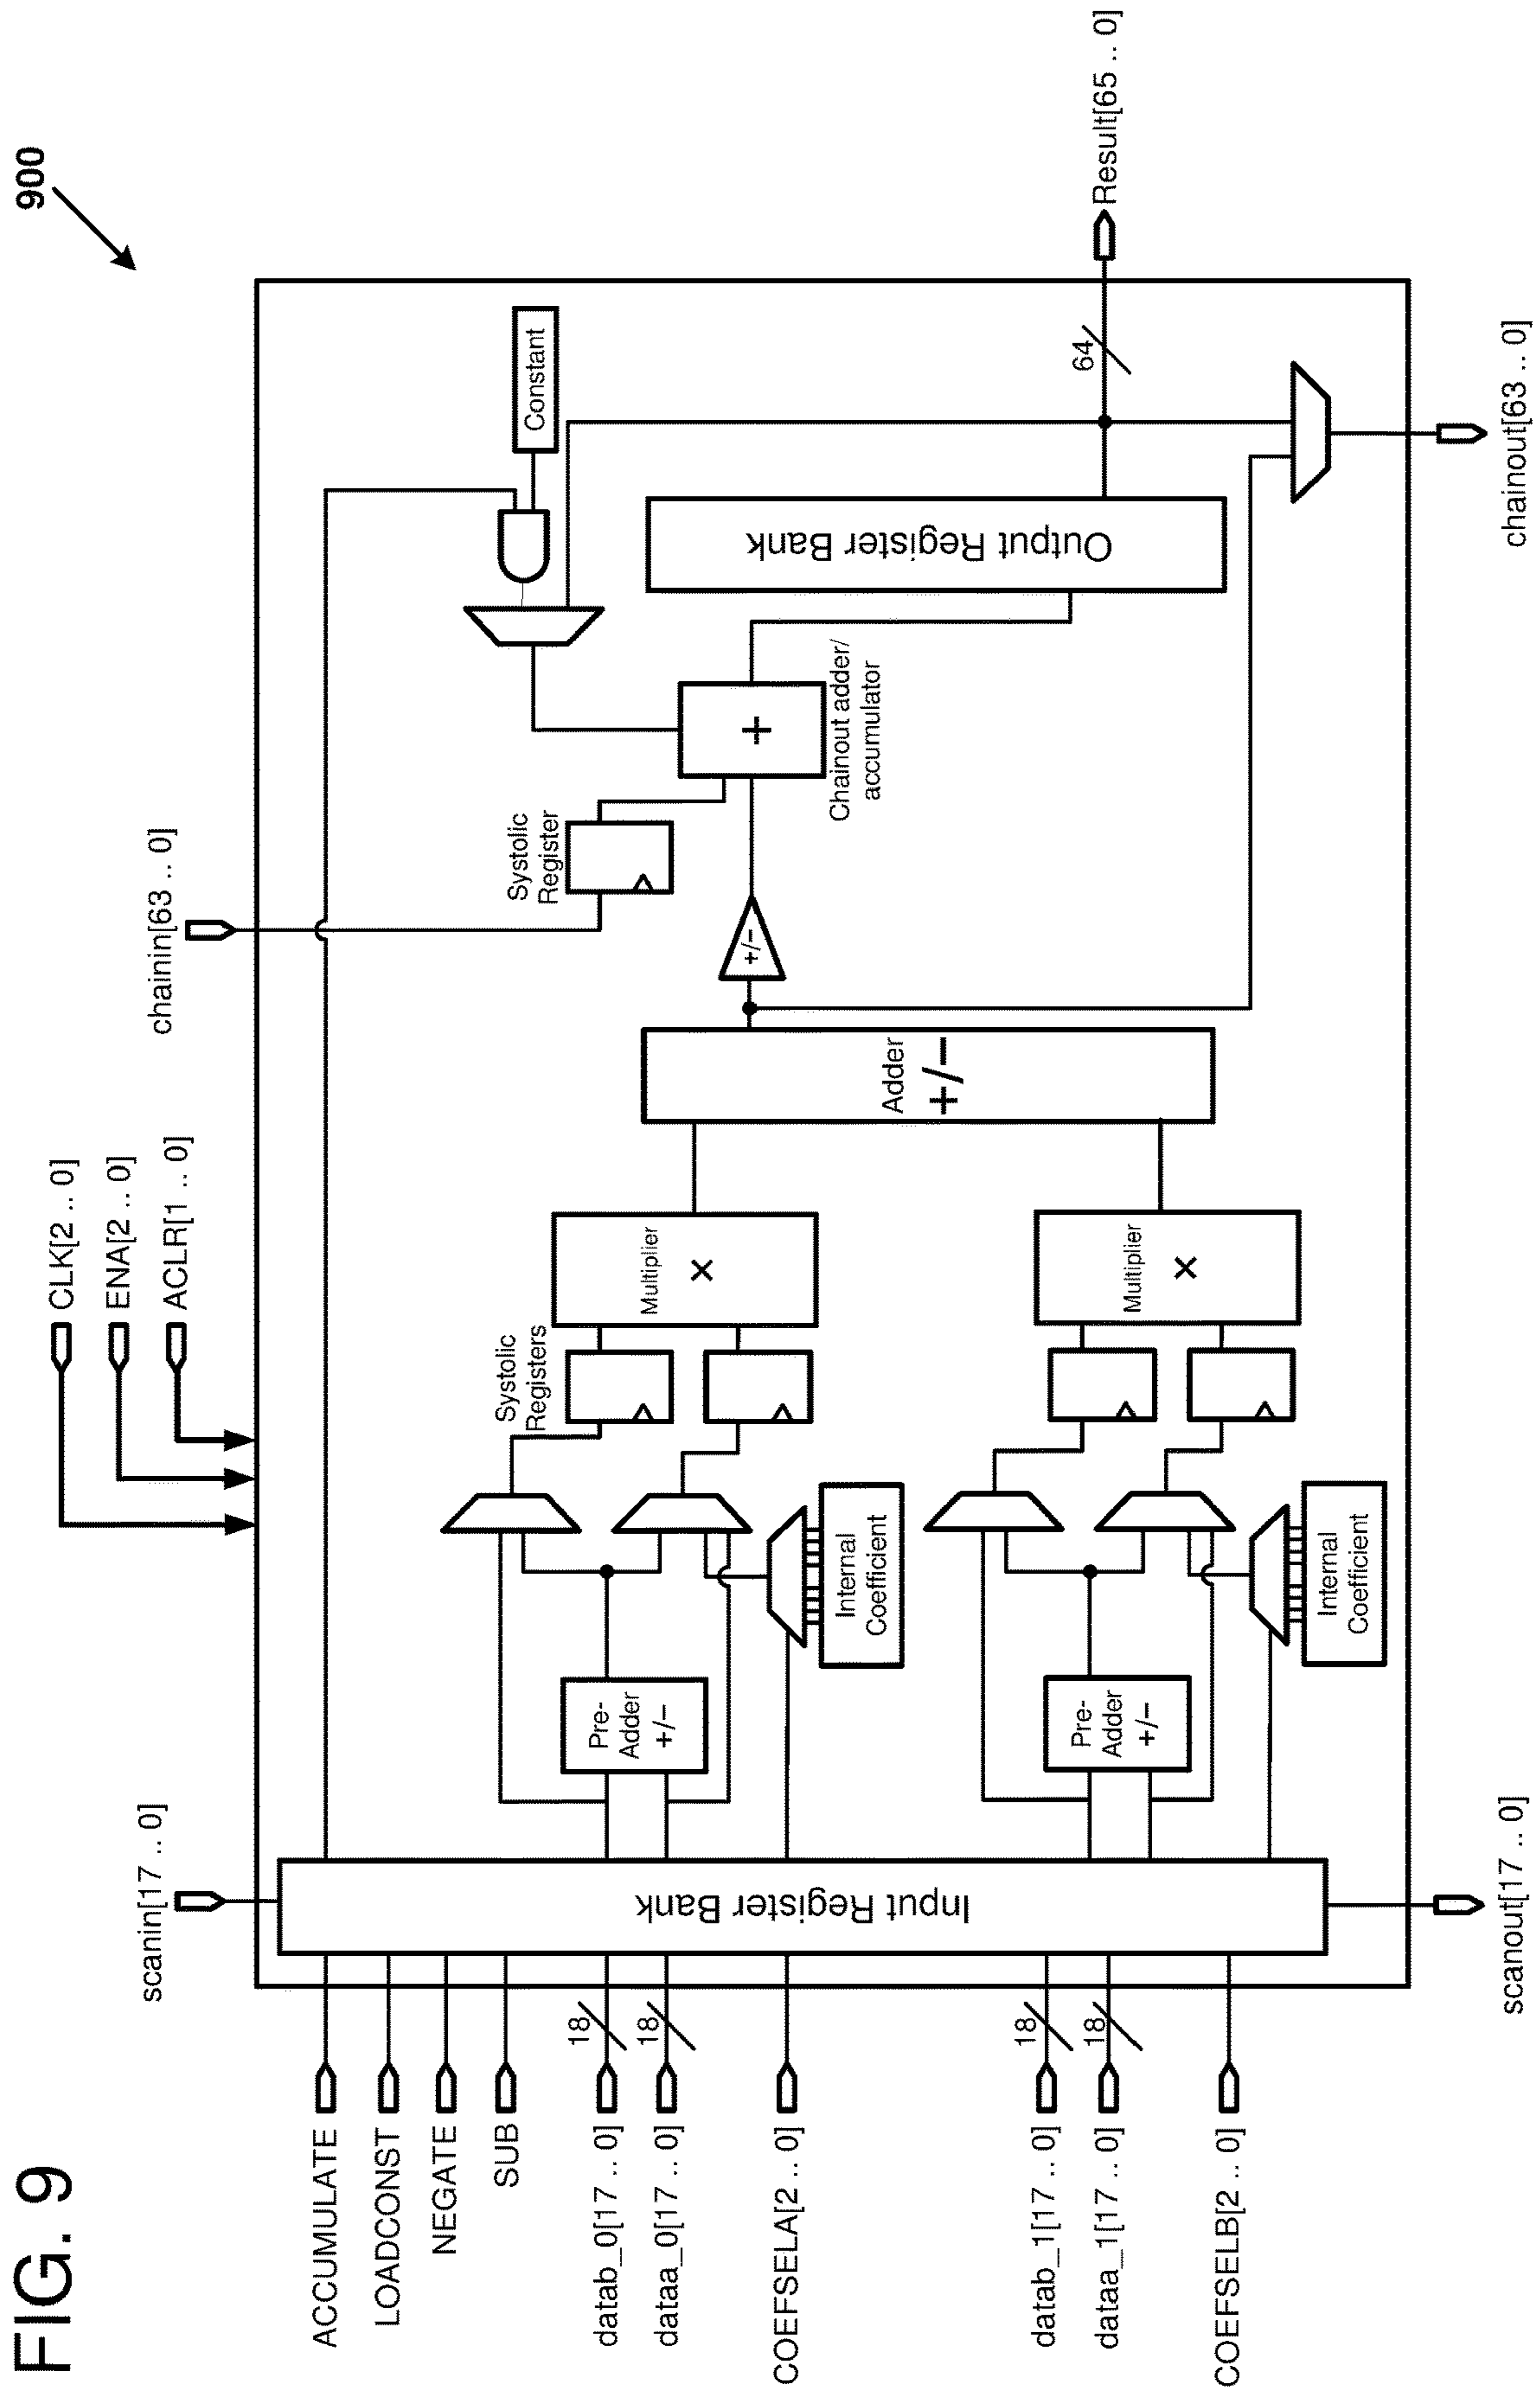 FIG. 9
900
CLK[2 .. 0]
ENA[2 .. 0]
ACLR[1 .. 0]
scanin[17 .. 0]
chainin[63 .. 0]
ACCUMULATE
LOADCONST
NEGATE
SUB
datab_0[17 .. 0]
18
dataa_0[17 .. 0]
18
COEFSELA[2 .. 0]
datab_1[17 .. 0]
18
dataa_1[17 .. 0]
18
COEFSELB[2 .. 0]
Input Register Bank
Pre-
Adder
+/−
Internal
Coefficient
Pre-
Adder
+/−
Internal
Coefficient
Systolic
Registers
Multiplier
×
Multiplier
×
Adder
+/−
+/−
Systolic
Register
+
Chainout adder/
accumulator
Constant
Output Register Bank
64
Result[65 .. 0]
scanout[17 .. 0]
chainout[63 .. 0]